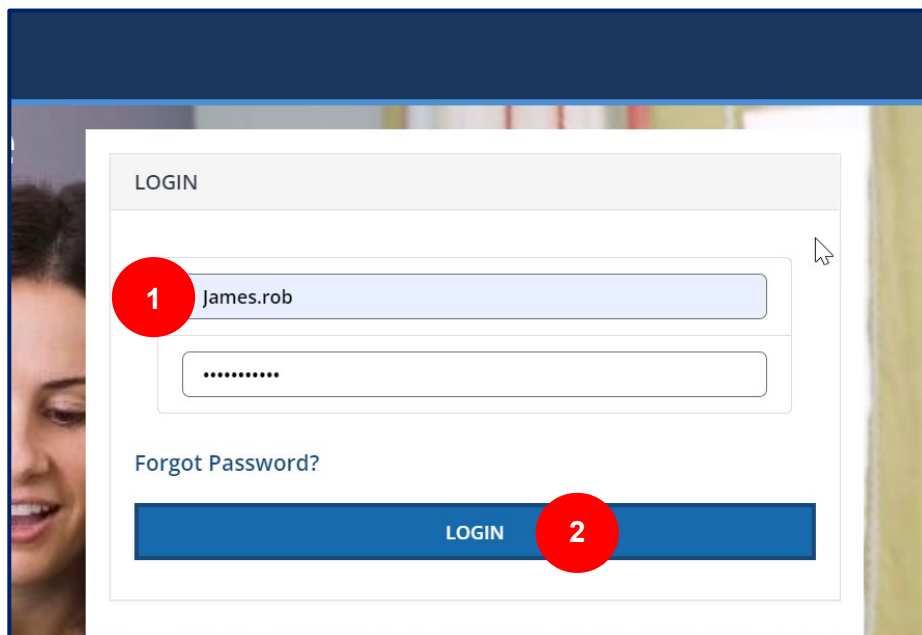 LOGIN
1
James.rob
•••••••••••
Forgot Password?
LOGIN 2